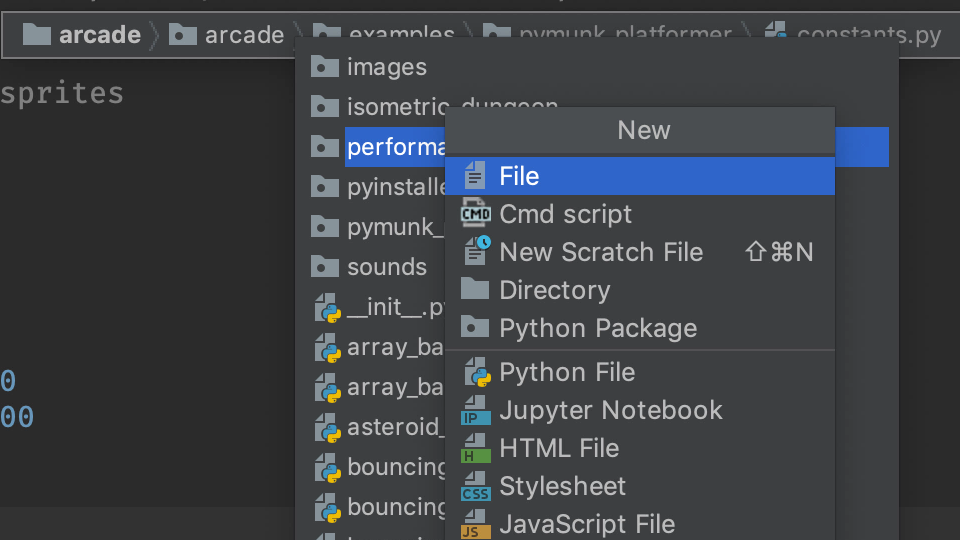 arcade arcade examples pymunk_platformer constants.py
sprites
images
isometric_dungeon
New
performa
File
pyinstalle
Cmd script
CMD
pymunk_
New Scratch File ⇧⌘N
sounds
Directory
__init__.py
Python Package
array_ba
Python File
0
array_ba
Jupyter Notebook
IP
00
asteroid_
HTML File
H
bouncing
Stylesheet
CSS
bouncing
JavaScript File
JS